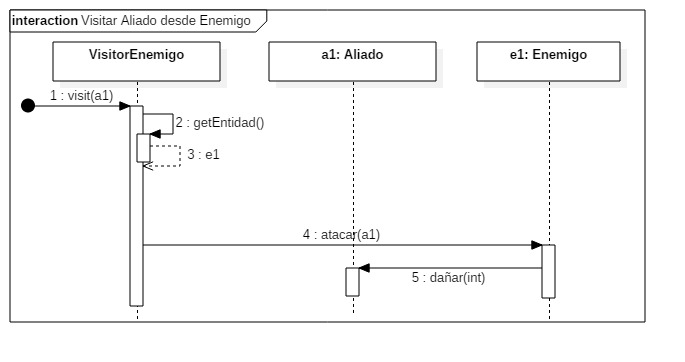 interaction Visitar Aliado desde Enemigo
VisitorEnemigo
a1: Aliado
e1: Enemigo
1 : visit(a1)
2 : getEntidad()
3 : e1
4 : atacar(a1)
5 : dañar(int)